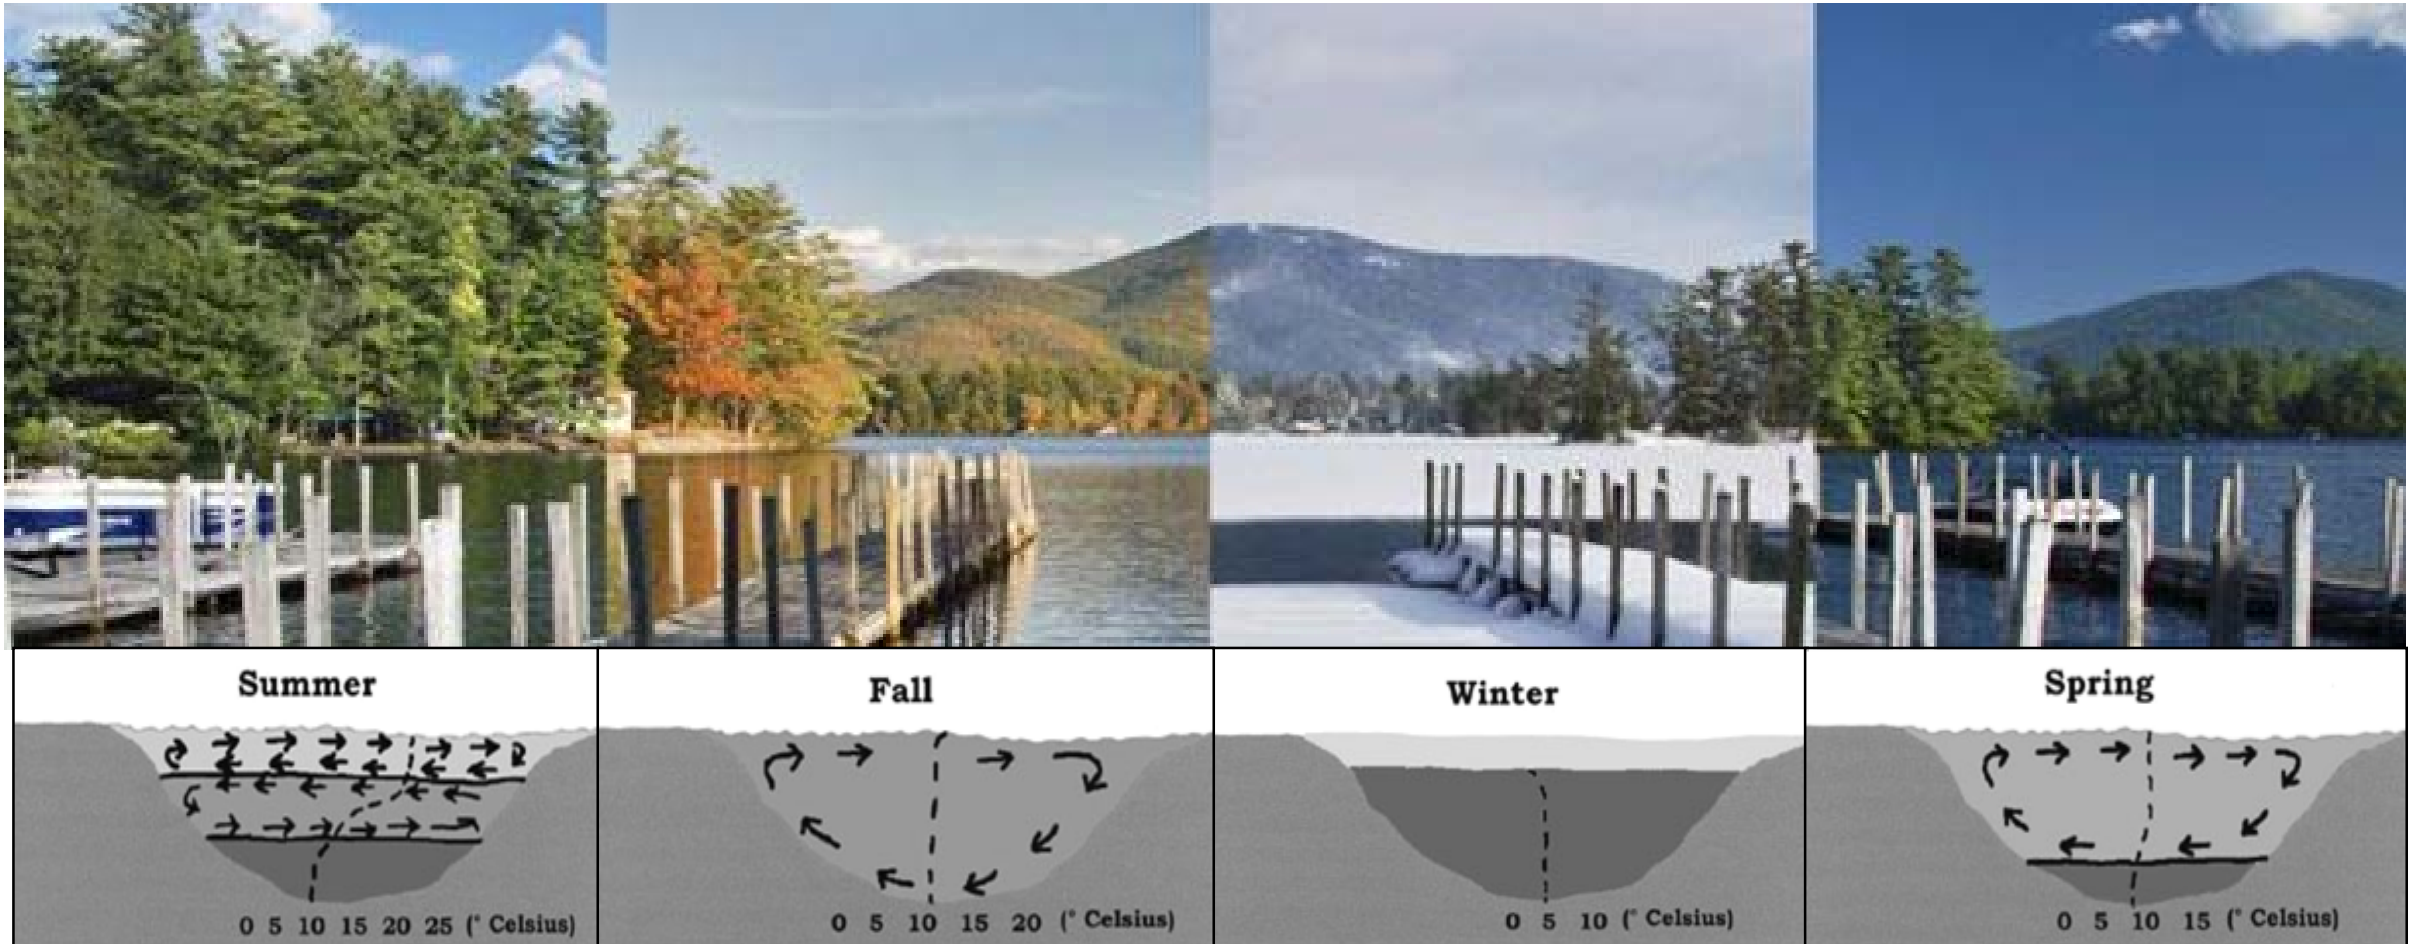 Summer
0 5 10 15 20 25 (° Celsius)
Fall
0 5 10 15 20 (° Celsius)
Winter
0 5 10 (° Celsius)
Spring
0 5 10 15 (° Celsius)